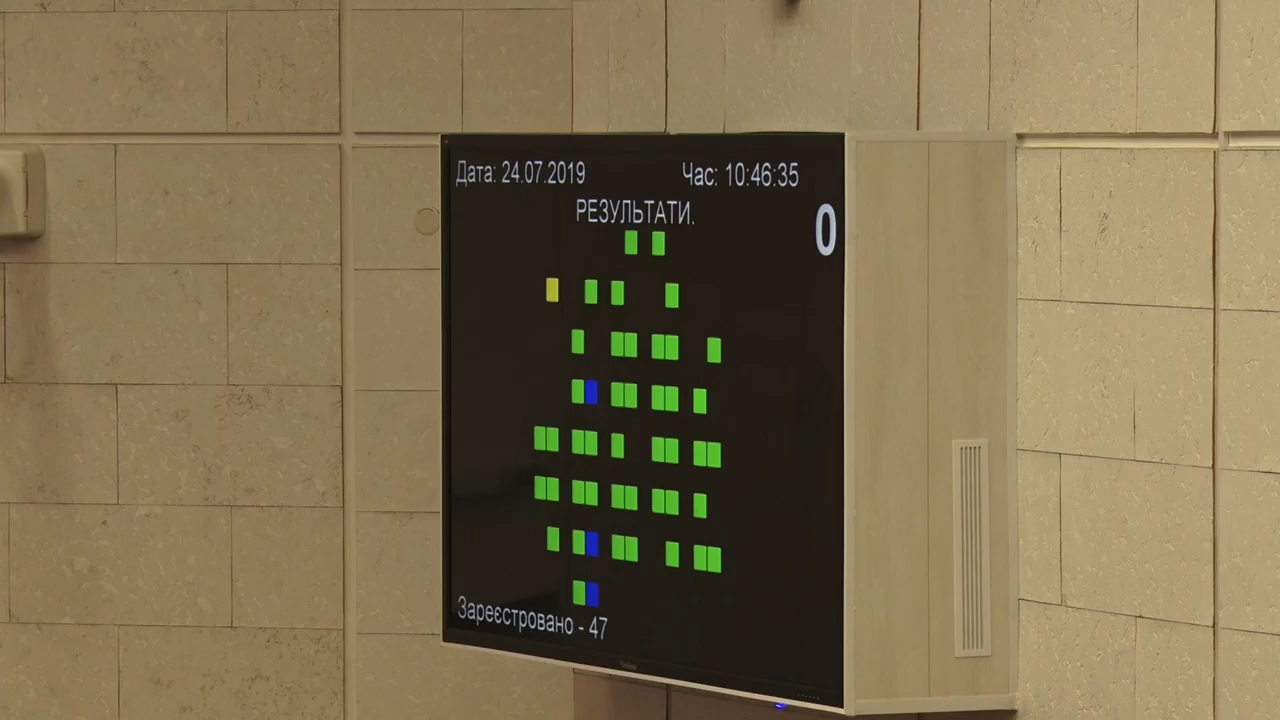 Дата: 24.07.2019 Час: 10:46:35
РЕЗУЛЬТАТИ.
0
Зареєстровано - 47